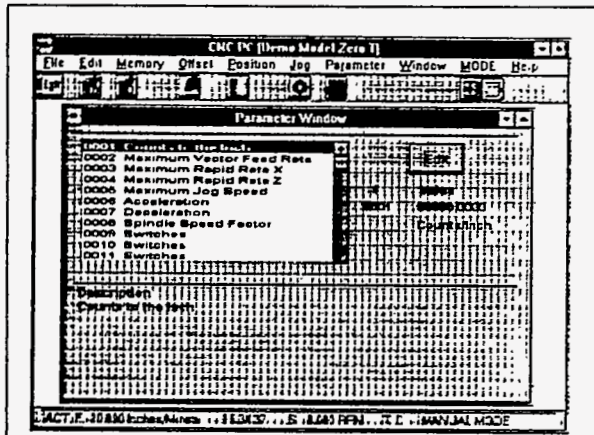 CNC PC [Demo Model Zero T]
File Edit Memory Offset Position Jog Parameter Window MODE Help
Parameter Window
0001 Counts to the Inch
0002 Maximum Vector Feed Rate
0003 Maximum Rapid Rate X
0004 Maximum Rapid Rate Z
0005 Maximum Jog Speed
0006 Acceleration
0007 Deceleration
0008 Spindle Speed Factor
0009 Switches
0010 Switches
0011 Switches
Edit
Counts/Inch
Description
Counts to the Inch
MANUAL MODE